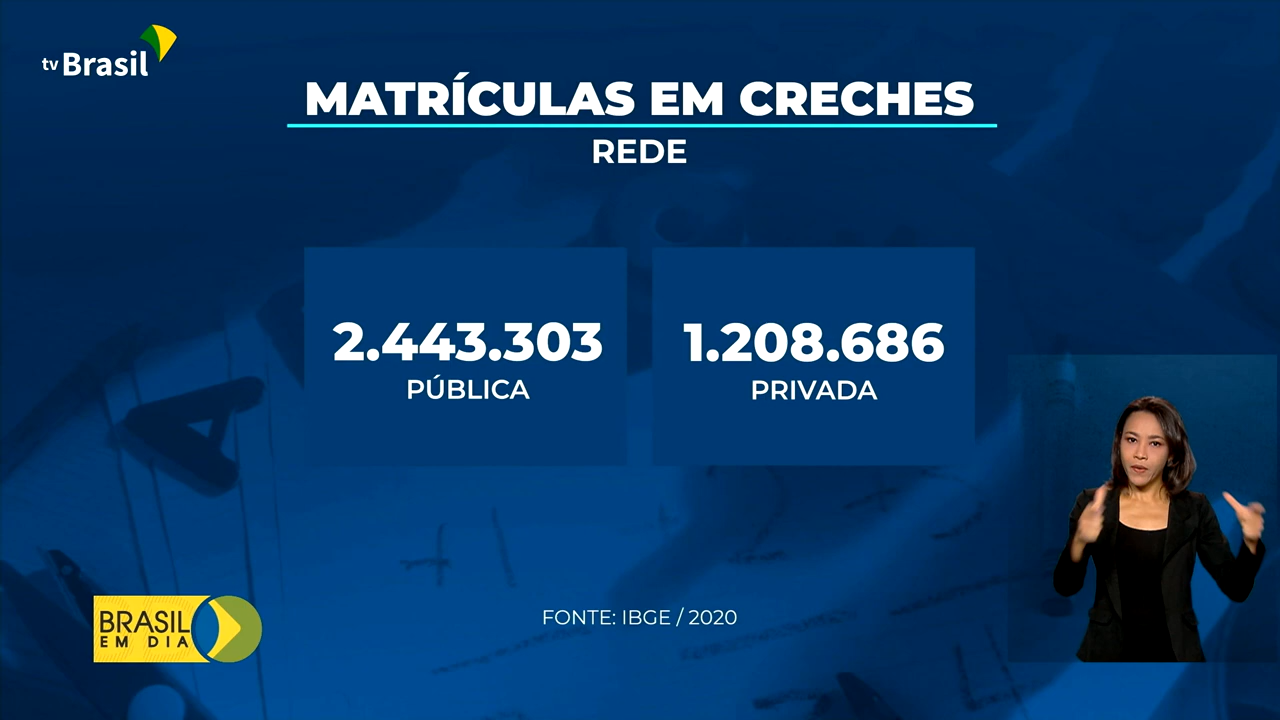 tv Brasil
MATRÍCULAS EM CRECHES
REDE
2.443.303
PÚBLICA
1.208.686
PRIVADA
FONTE: IBGE / 2020
BRASIL
EM DIA